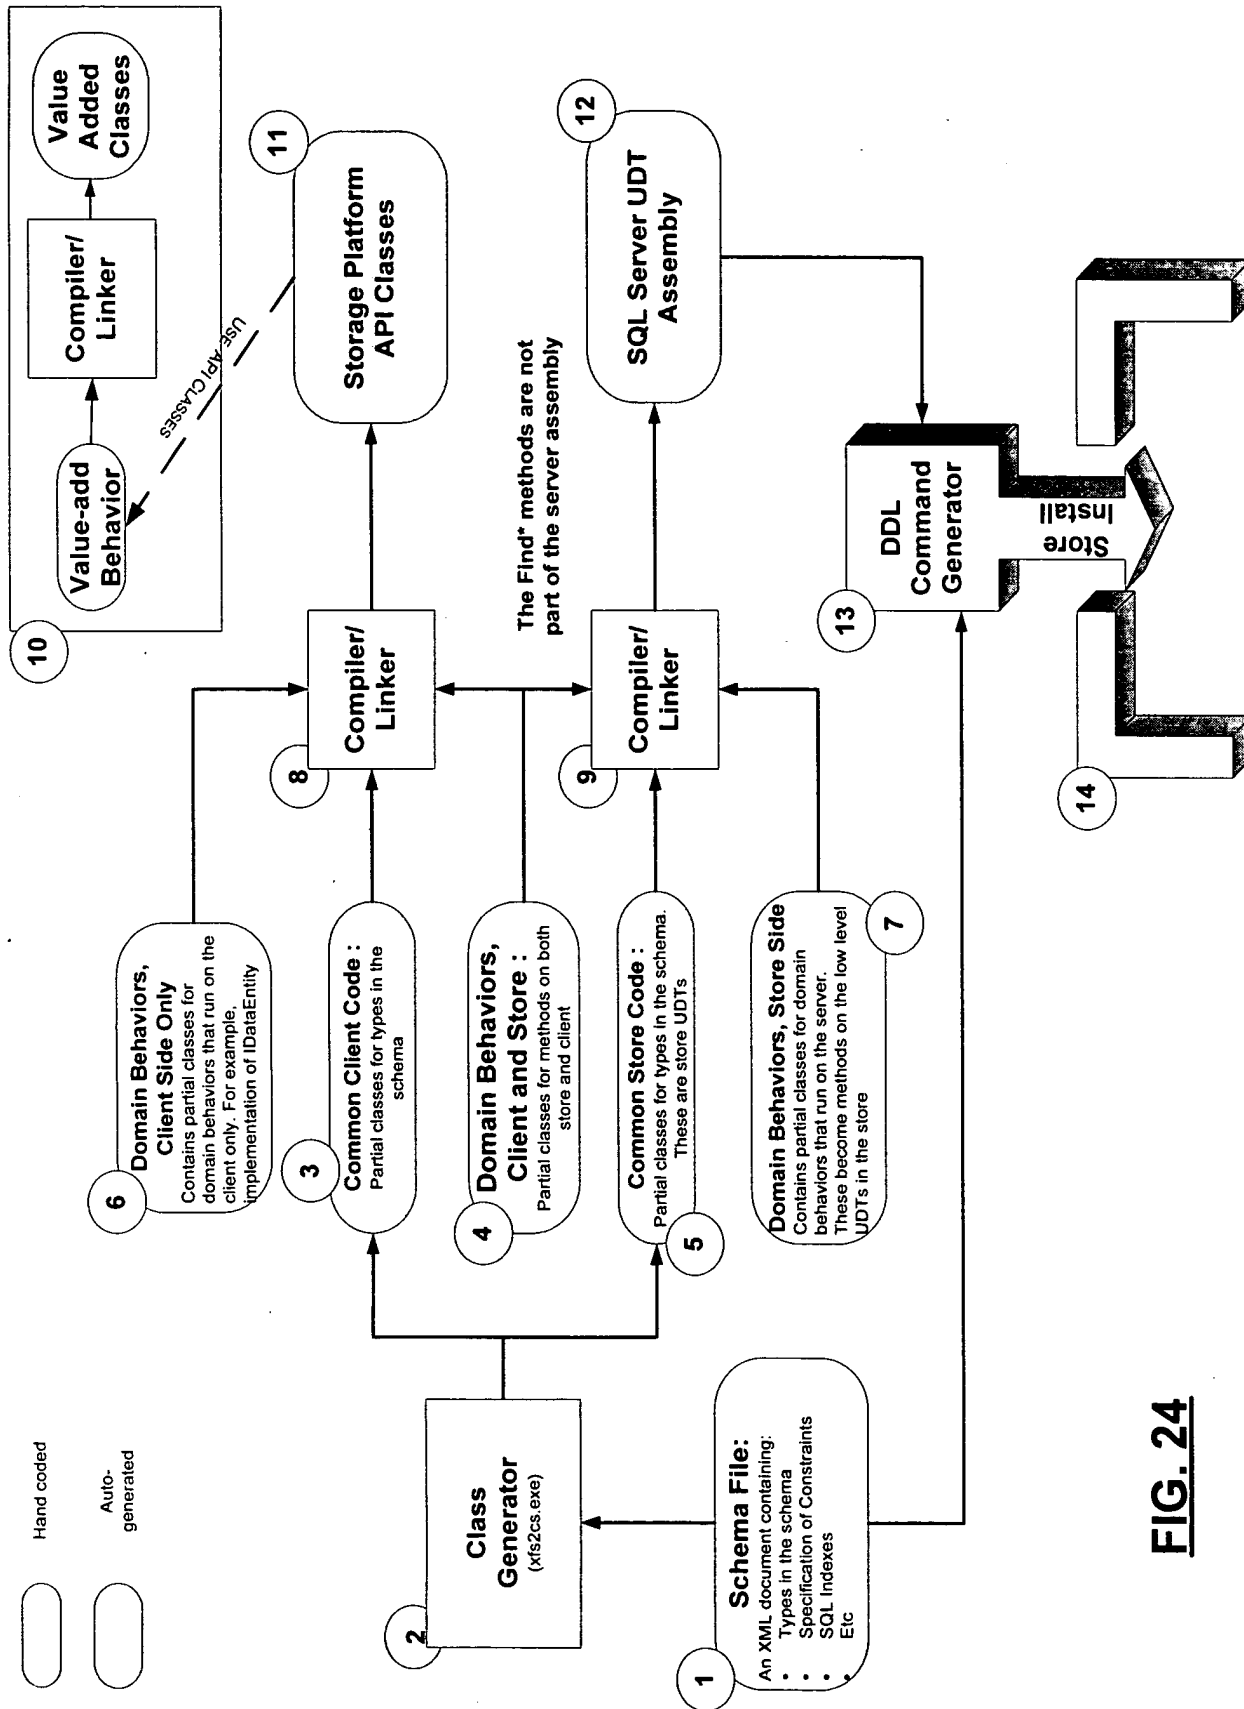 Hand coded
Auto-
generated
1
Schema File:
An XML document containing:
• Types in the schema
• Specification of Constraints
• SQL Indexes
• Etc
2
Class
Generator
(xfs2cs.exe)
6
Domain Behaviors,
Client Side Only
Contains partial classes for
domain behaviors that run on the
client only. For example,
implementation of IDataEntity
3
Common Client Code :
Partial classes for types in the
schema
4
Domain Behaviors,
Client and Store :
Partial classes for methods on both
store and client
5
Common Store Code :
Partial classes for types in the schema.
These are store UDTs
7
Domain Behaviors, Store Side
Contains partial classes for domain
behaviors that run on the server.
These become methods on the low level
UDTs in the store
8
Compiler/
Linker
9
Compiler/
Linker
The Find* methods are not
part of the server assembly
10
Value-add
Behavior
Compiler/
Linker
Value
Added
Classes
USE API CLASSES
11
Storage Platform
API Classes
12
SQL Server UDT
Assembly
13
DDL
Command
Generator
Store
Install
14
FIG. 24